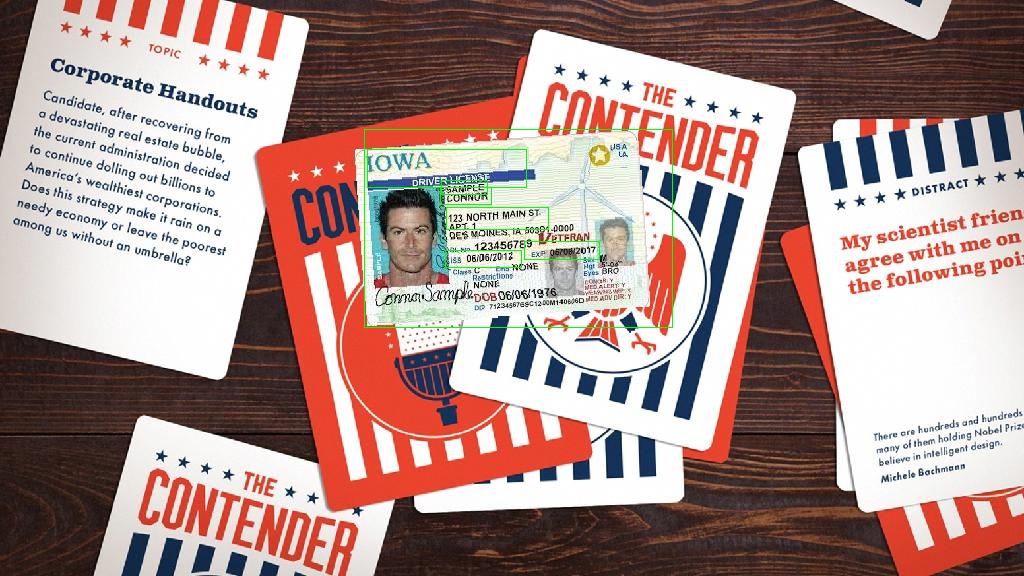 TOPIC
Corporate Handouts
Candidate, after recovering from
a devastating real estate bubble,
the current administration decided
to continue dolling out billions to
America's wealthiest corporations.
Does this strategy make it rain on a
needy economy or leave the poorest
among us without an umbrella?
THE
CONTENDER
CON
IOWA
USA
IA
DRIVER LICENSE
SAMPLE
CONNOR
123 NORTH MAIN ST
APT. 1
DES MOINES, IA 50301-0000
123456789
VETERAN
ISS 06/06/2012
EXP 06/06/2017
Class C
End NONE
Restrictions
NONE
Eyes BRO
Connor Sample
DOB 06/06/1976
DISTRACT
My scientist frien
agree with me on
the following poi
There are hundreds and hundreds
many of them holding Nobel Prize
believe in intelligent design.
Michele Bachmann
THE
CONTENDER